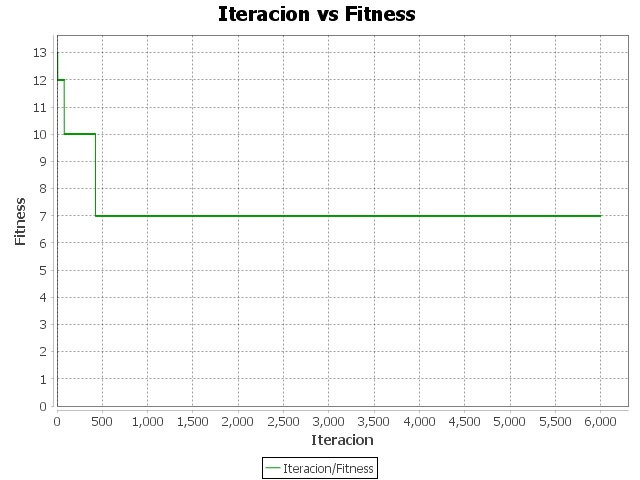 Iteracion vs Fitness
13
12
11
10
9
8
7
6
5
4
3
2
1
0
Fitness
0 500 1,000 1,500 2,000 2,500 3,000 3,500 4,000 4,500 5,000 5,500 6,000
Iteracion
Iteracion/Fitness